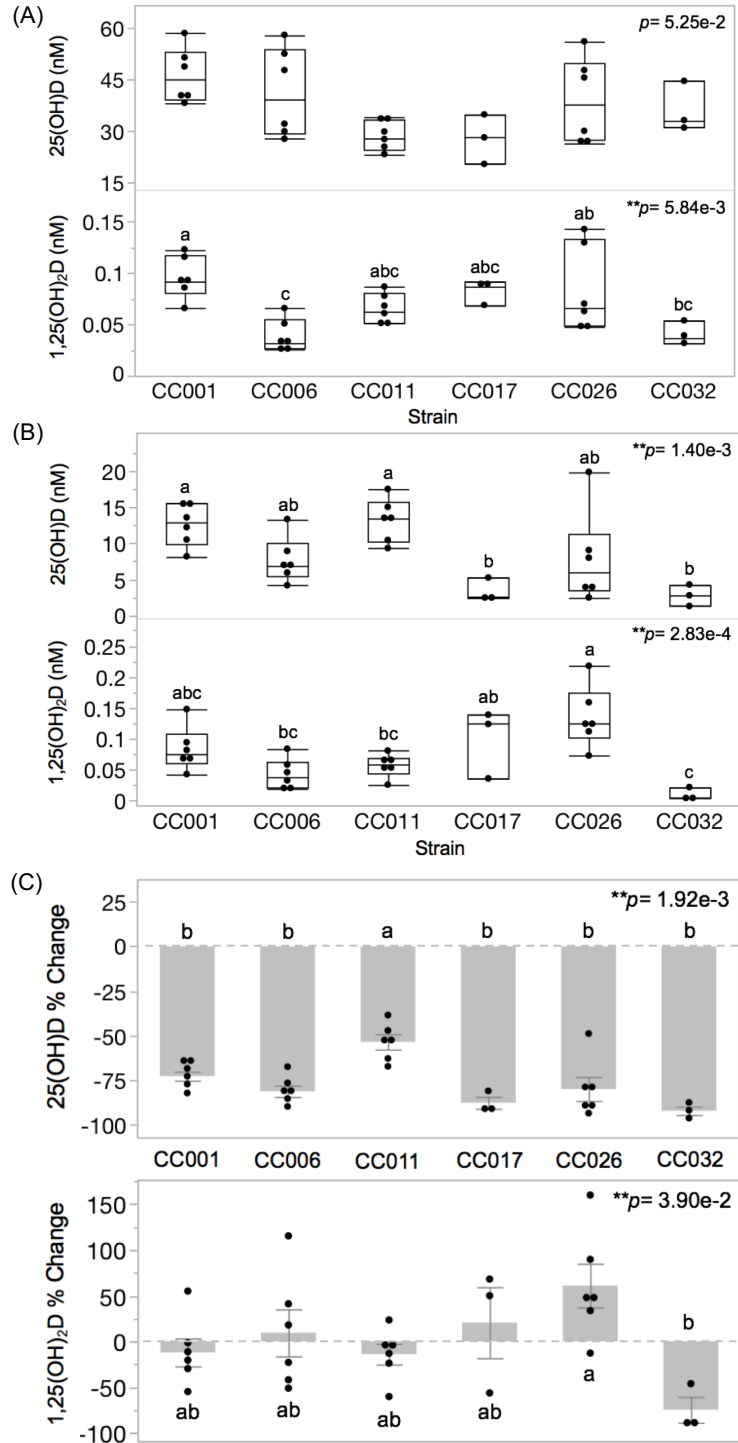 (A)
25(OH)D (nM)
60
45
30
15
p= 5.25e-2
1,25(OH)₂D (nM)
0.15
0.1
0.05
0
**p= 5.84e-3
a
c
abc
abc
ab
bc
CC001 CC006 CC011 CC017 CC026 CC032
Strain
(B)
25(OH)D (nM)
20
15
10
5
0
**p= 1.40e-3
a
ab
a
b
ab
b
1,25(OH)₂D (nM)
0.25
0.2
0.15
0.1
0.05
0
**p= 2.83e-4
abc
bc
bc
ab
a
c
CC001 CC006 CC011 CC017 CC026 CC032
Strain
(C)
25(OH)D % Change
25
0
-25
-50
-75
-100
**p= 1.92e-3
b b a b b b
CC001 CC006 CC011 CC017 CC026 CC032
1,25(OH)₂D % Change
150
100
50
0
-50
-100
**p= 3.90e-2
ab
ab
ab
ab
a
b